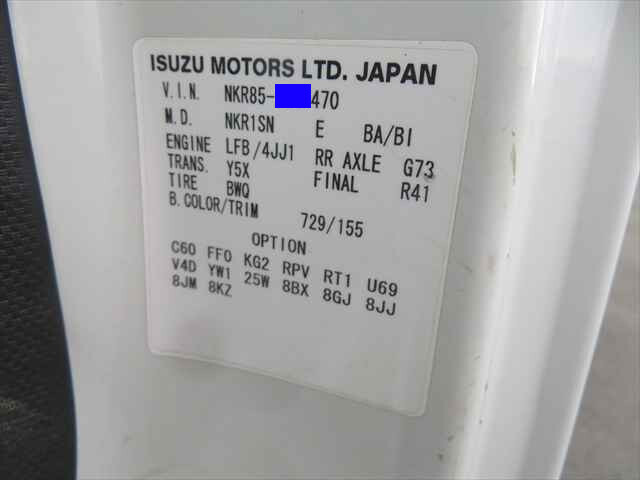 ISUZU MOTORS LTD. JAPAN
V.I.N. NKR85- 470
M.D. NKR1SN E BA/BI
ENGINE LFB/4JJ1 RR AXLE G73
TRANS. Y5X FINAL R41
TIRE BWQ
B.COLOR/TRIM 729/155
OPTION
C60 FF0 KG2 RPV RT1 U69
V4D YW1 25W 8BX 8GJ 8JJ
8JM 8KZ